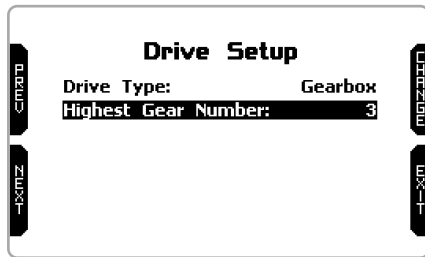 Drive Setup
PREV
CHANGE
Drive Type: Gearbox
Highest Gear Number: 3
NEXT
EXIT